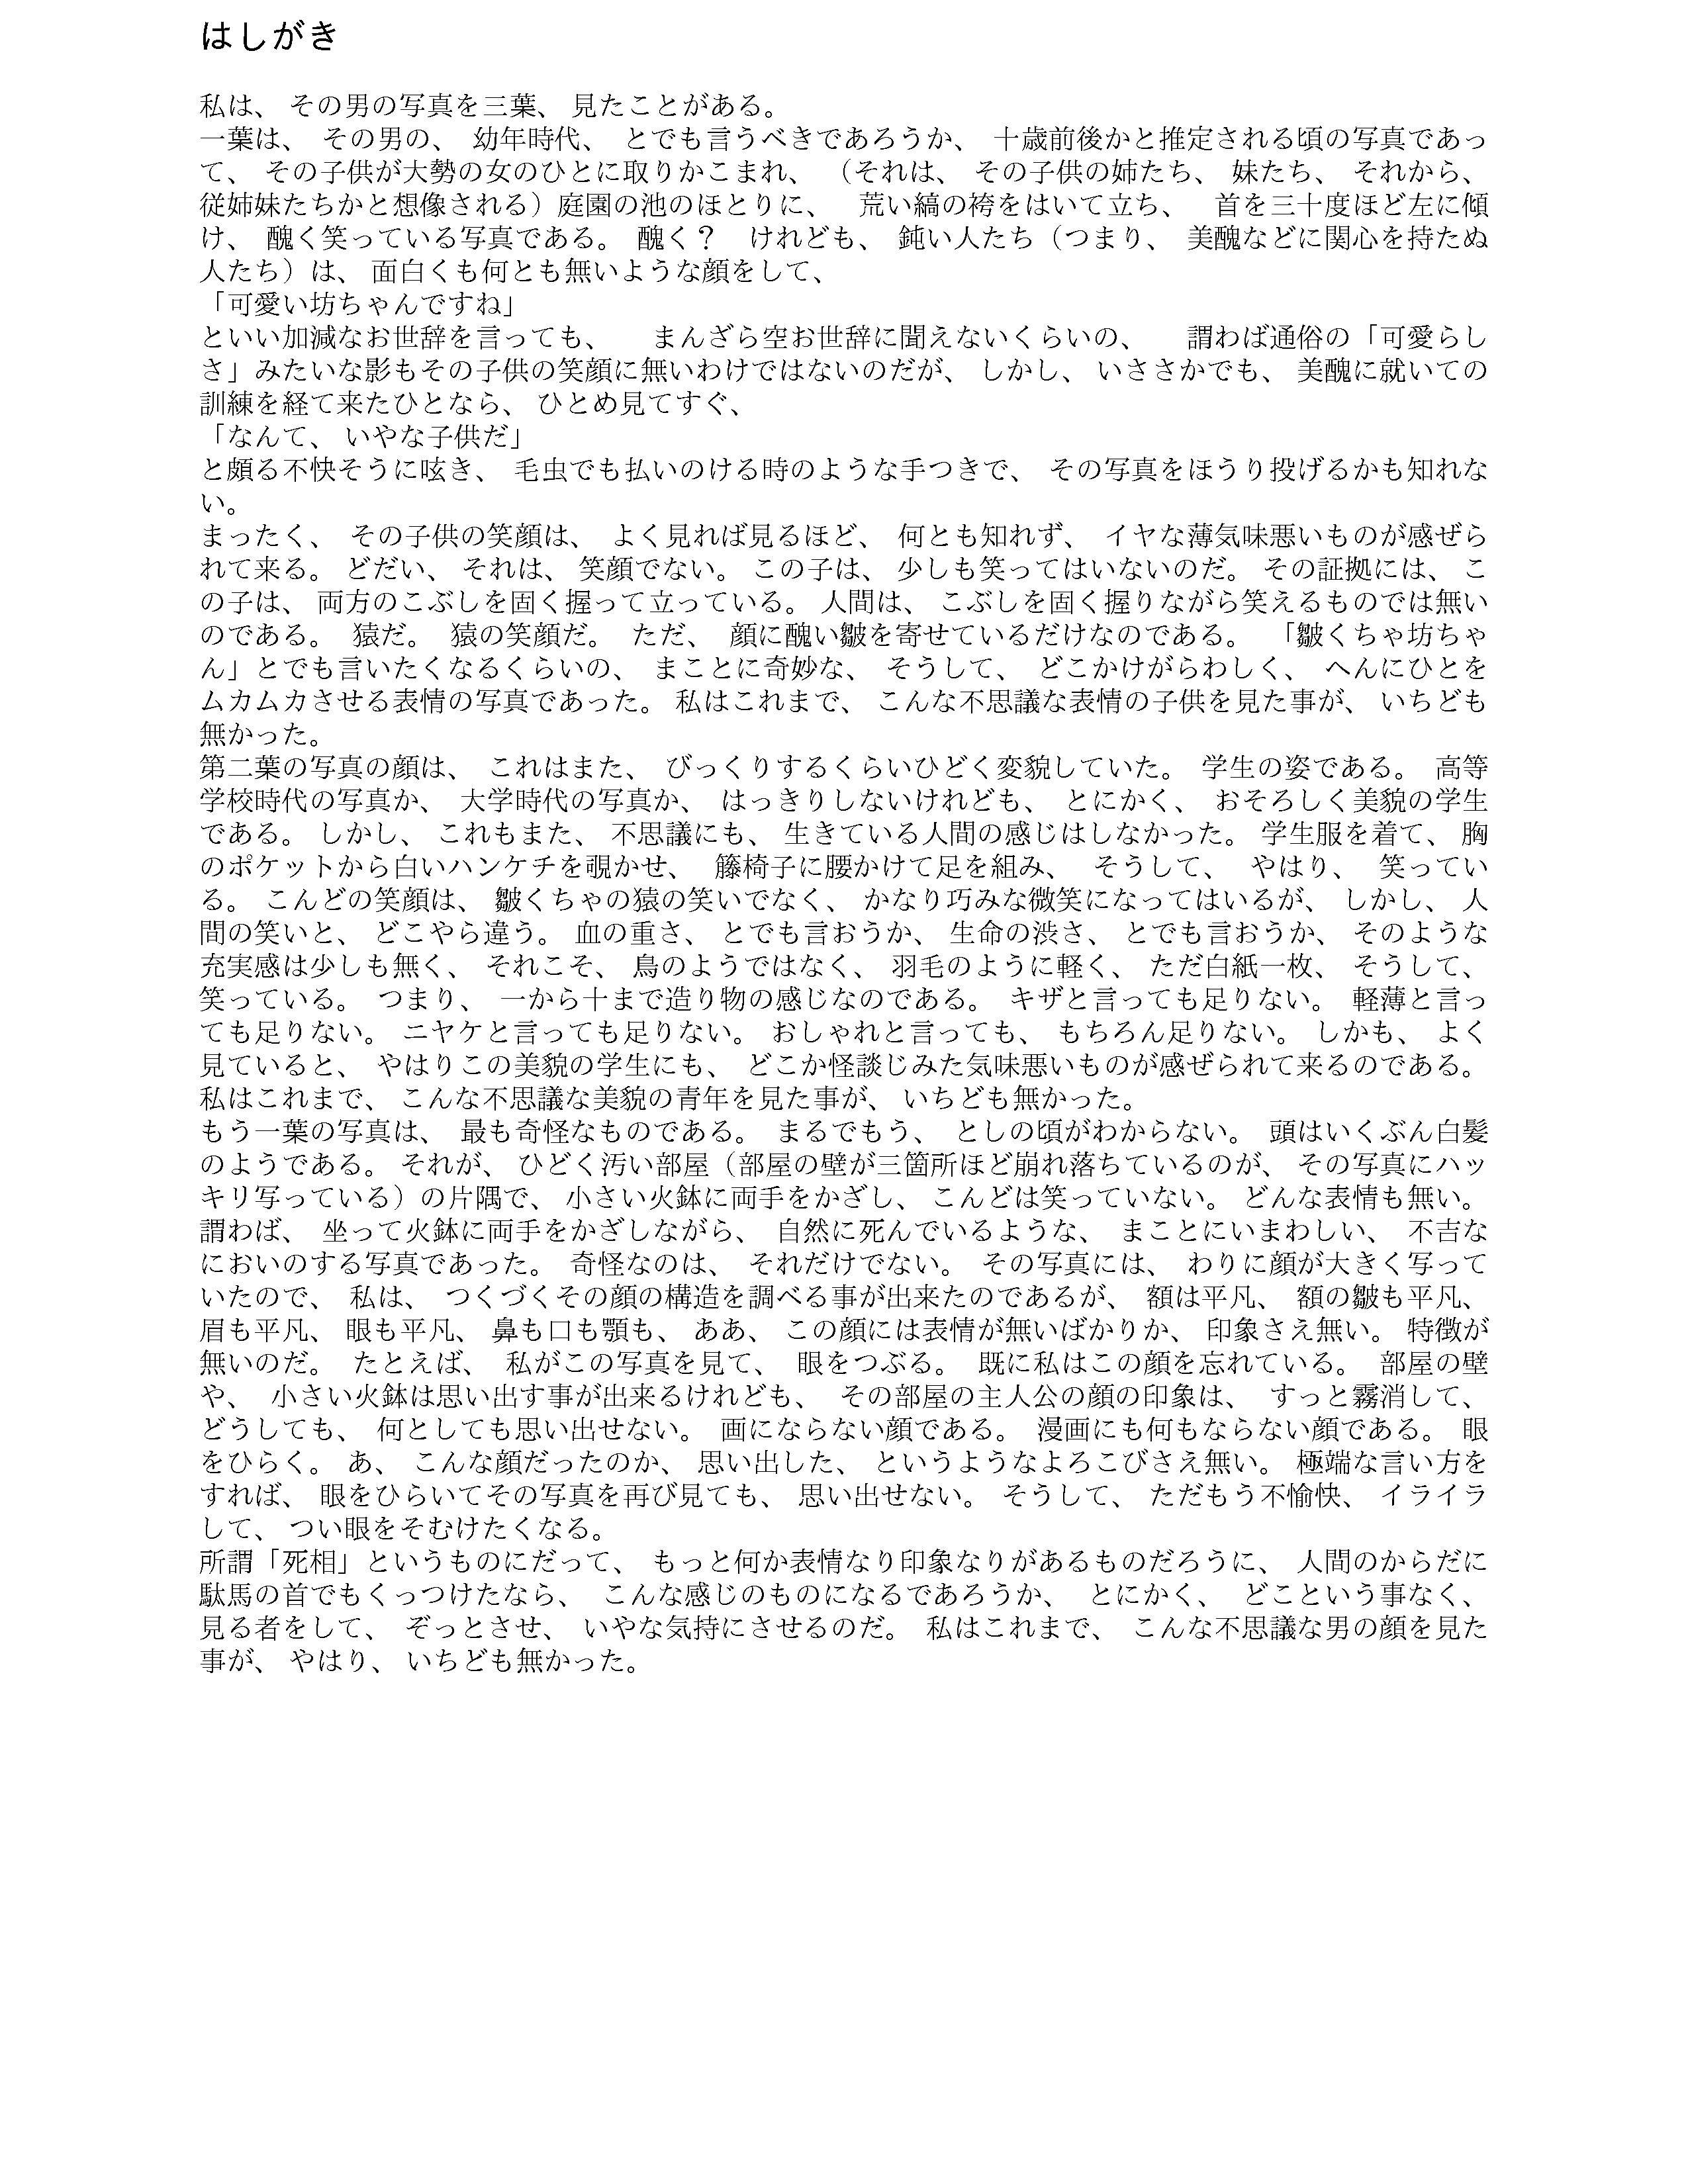 はしがき
私は、その男の写真を三葉、見たことがある。
一葉は、その男の、幼年時代、とでも言うべきであろうか、十歳前後かと推定される頃の写真であっ
て、その子供が大勢の女のひとに取りかこまれ、（それは、その子供の姉たち、妹たち、それから、
従姉妹たちかと想像される）庭園の池のほとりに、荒い縞の袴をはいて立ち、首を三十度ほど左に傾
け、醜く笑っている写真である。醜く？　けれども、鈍い人たち（つまり、美醜などに関心を持たぬ
人たち）は、面白くも何とも無いような顔をして、
「可愛い坊ちゃんですね」
といい加減なお世辞を言っても、まんざら空お世辞に聞えないくらいの、謂わば通俗の「可愛らし
さ」みたいな影もその子供の笑顔に無いわけではないのだが、しかし、いささかでも、美醜に就いての
訓練を経て来たひとなら、ひとめ見てすぐ、
「なんて、いやな子供だ」
と頗る不快そうに呟き、毛虫でも払いのける時のような手つきで、その写真をほうり投げるかも知れな
い。
まったく、その子供の笑顔は、よく見れば見るほど、何とも知れず、イヤな薄気味悪いものが感ぜら
れて来る。どだい、それは、笑顔でない。この子は、少しも笑ってはいないのだ。その証拠には、こ
の子は、両方のこぶしを固く握って立っている。人間は、こぶしを固く握りながら笑えるものでは無い
のである。猿だ。猿の笑顔だ。ただ、顔に醜い皺を寄せているだけなのである。「皺くちゃ坊ちゃ
ん」とでも言いたくなるくらいの、まことに奇妙な、そうして、どこかけがらわしく、へんにひとを
ムカムカさせる表情の写真であった。私はこれまで、こんな不思議な表情の子供を見た事が、いちども
無かった。
第二葉の写真の顔は、これはまた、びっくりするくらいひどく変貌していた。学生の姿である。高等
学校時代の写真か、大学時代の写真か、はっきりしないけれども、とにかく、おそろしく美貌の学生
である。しかし、これもまた、不思議にも、生きている人間の感じはしなかった。学生服を着て、胸
のポケットから白いハンケチを覗かせ、籐椅子に腰かけて足を組み、そうして、やはり、笑ってい
る。こんどの笑顔は、皺くちゃの猿の笑いでなく、かなり巧みな微笑になってはいるが、しかし、人
間の笑いと、どこやら違う。血の重さ、とでも言おうか、生命の渋さ、とでも言おうか、そのような
充実感は少しも無く、それこそ、鳥のようではなく、羽毛のように軽く、ただ白紙一枚、そうして、
笑っている。つまり、一から十まで造り物の感じなのである。キザと言っても足りない。軽薄と言っ
ても足りない。ニヤケと言っても足りない。おしゃれと言っても、もちろん足りない。しかも、よく
見ていると、やはりこの美貌の学生にも、どこか怪談じみた気味悪いものが感ぜられて来るのである。
私はこれまで、こんな不思議な美貌の青年を見た事が、いちども無かった。
もう一葉の写真は、最も奇怪なものである。まるでもう、としの頃がわからない。頭はいくぶん白髪
のようである。それが、ひどく汚い部屋（部屋の壁が三箇所ほど崩れ落ちているのが、その写真にハッ
キリ写っている）の片隅で、小さい火鉢に両手をかざし、こんどは笑っていない。どんな表情も無い。
謂わば、坐って火鉢に両手をかざしながら、自然に死んでいるような、まことにいまわしい、不吉な
においのする写真であった。奇怪なのは、それだけでない。その写真には、わりに顔が大きく写って
いたので、私は、つくづくその顔の構造を調べる事が出来たのであるが、額は平凡、額の皺も平凡、
眉も平凡、眼も平凡、鼻も口も顎も、ああ、この顔には表情が無いばかりか、印象さえ無い。特徴が
無いのだ。たとえば、私がこの写真を見て、眼をつぶる。既に私はこの顔を忘れている。部屋の壁
や、小さい火鉢は思い出す事が出来るけれども、その部屋の主人公の顔の印象は、すっと霧消して、
どうしても、何としても思い出せない。画にならない顔である。漫画にも何もならない顔である。眼
をひらく。あ、こんな顔だったのか、思い出した、というようなよろこびさえ無い。極端な言い方を
すれば、眼をひらいてその写真を再び見ても、思い出せない。そうして、ただもう不愉快、イライラ
して、つい眼をそむけたくなる。
所謂「死相」というものにだって、もっと何か表情なり印象なりがあるものだろうに、人間のからだに
駄馬の首でもくっつけたなら、こんな感じのものになるであろうか、とにかく、どこという事なく、
見る者をして、ぞっとさせ、いやな気持にさせるのだ。私はこれまで、こんな不思議な男の顔を見た
事が、やはり、いちども無かった。